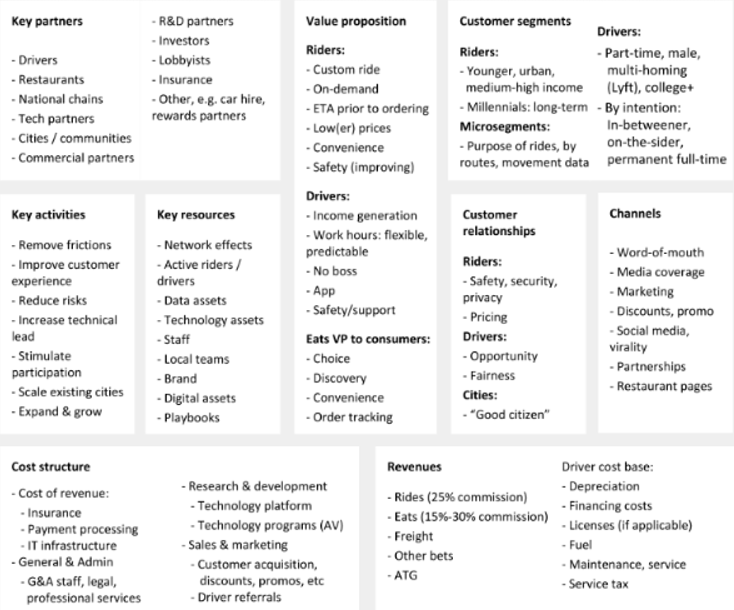 Key partners
- Drivers
- Restaurants
- National chains
- Tech partners
- Cities / communities
- Commercial partners
- R&D partners
- Investors
- Lobbyists
- Insurance
- Other, e.g. car hire,
rewards partners
Value proposition
Riders:
- Custom ride
- On-demand
- ETA prior to ordering
- Low(er) prices
- Convenience
- Safety (improving)
Drivers:
- Income generation
- Work hours: flexible,
predictable
- No boss
- App
- Safety/support
Eats VP to consumers:
- Choice
- Discovery
- Convenience
- Order tracking
Customer segments
Riders:
- Younger, urban,
medium-high income
- Millennials: long-term
Microsegments:
- Purpose of rides, by
routes, movement data
Drivers:
- Part-time, male,
multi-homing
(Lyft), college+
- By intention:
In-betweener,
on-the-sider,
permanent full-time
Key activities
- Remove frictions
- Improve customer
experience
- Reduce risks
- Increase technical
lead
- Stimulate
participation
- Scale existing cities
- Expand & grow
Key resources
- Network effects
- Active riders /
drivers
- Data assets
- Technology assets
- Staff
- Local teams
- Brand
- Digital assets
- Playbooks
Customer
relationships
Riders:
- Safety, security,
privacy
- Pricing
Drivers:
- Opportunity
- Fairness
Cities:
- "Good citizen"
Channels
- Word-of-mouth
- Media coverage
- Marketing
- Discounts, promo
- Social media,
virality
- Partnerships
- Restaurant pages
Cost structure
- Cost of revenue:
- Insurance
- Payment processing
- IT infrastructure
- General & Admin
- G&A staff, legal,
professional services
- Research & development
- Technology platform
- Technology programs (AV)
- Sales & marketing
- Customer acquisition,
discounts, promos, etc
- Driver referrals
Revenues
- Rides (25% commission)
- Eats (15%-30% commission)
- Freight
- Other bets
- ATG
Driver cost base:
- Depreciation
- Financing costs
- Licenses (if applicable)
- Fuel
- Maintenance, service
- Service tax